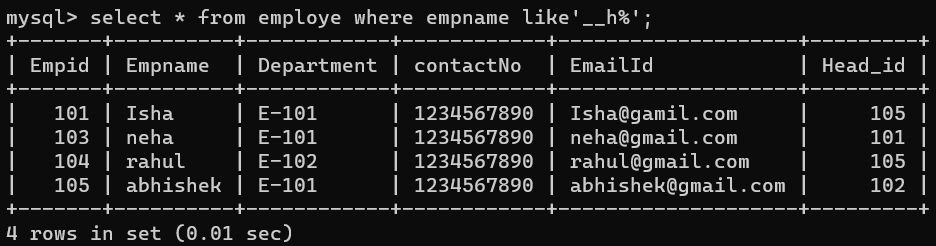 mysql> select * from employe where empname like'__h%';
+-------+----------+------------+------------+--------------------+---------+
| Empid | Empname  | Department | contactNo  | EmailId            | Head_id |
+-------+----------+------------+------------+--------------------+---------+
|   101 | Isha     | E-101      | 1234567890 | Isha@gamil.com     |     105 |
|   103 | neha     | E-101      | 1234567890 | neha@gmail.com     |     101 |
|   104 | rahul    | E-102      | 1234567890 | rahul@gmail.com    |     105 |
|   105 | abhishek | E-101      | 1234567890 | abhishek@gmail.com |     102 |
+-------+----------+------------+------------+--------------------+---------+
4 rows in set (0.01 sec)